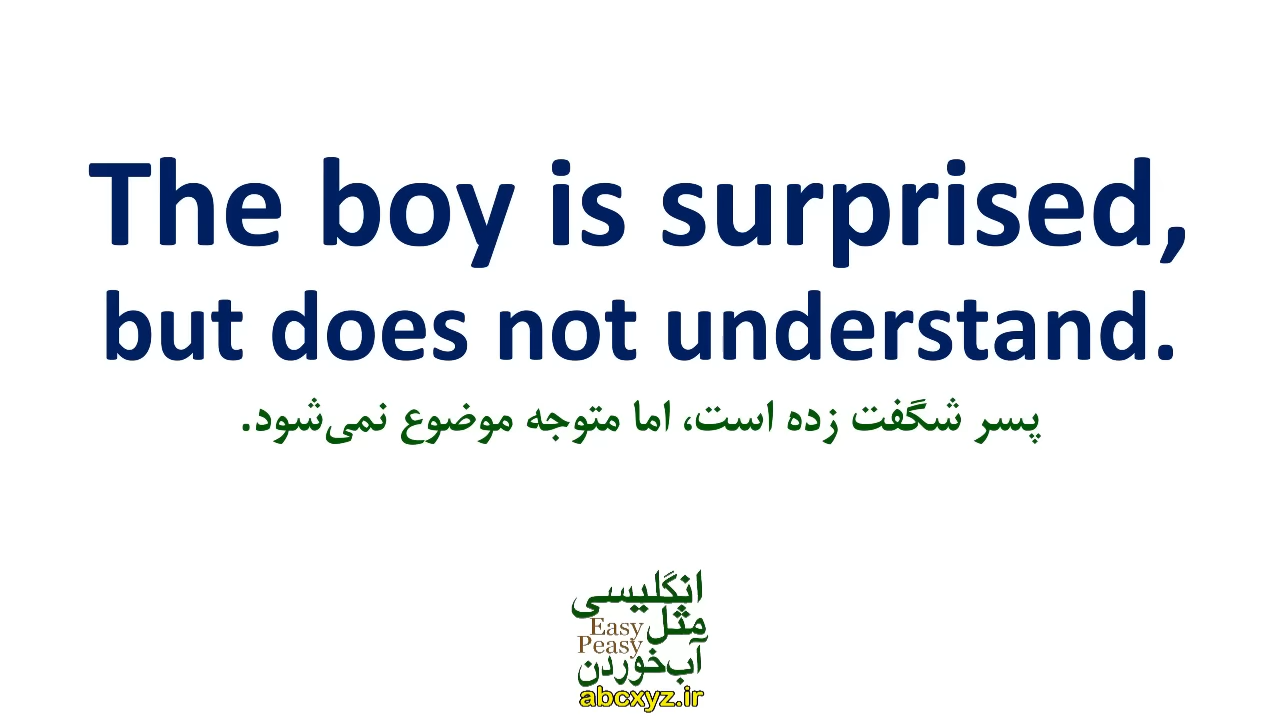 The boy is surprised,
but does not understand.
پسر شگفت زده است، اما متوجه موضوع نمی‌شود.
انگلیسی
مثل
Easy
Peasy
آب‌خوردن
abcxyz.ir